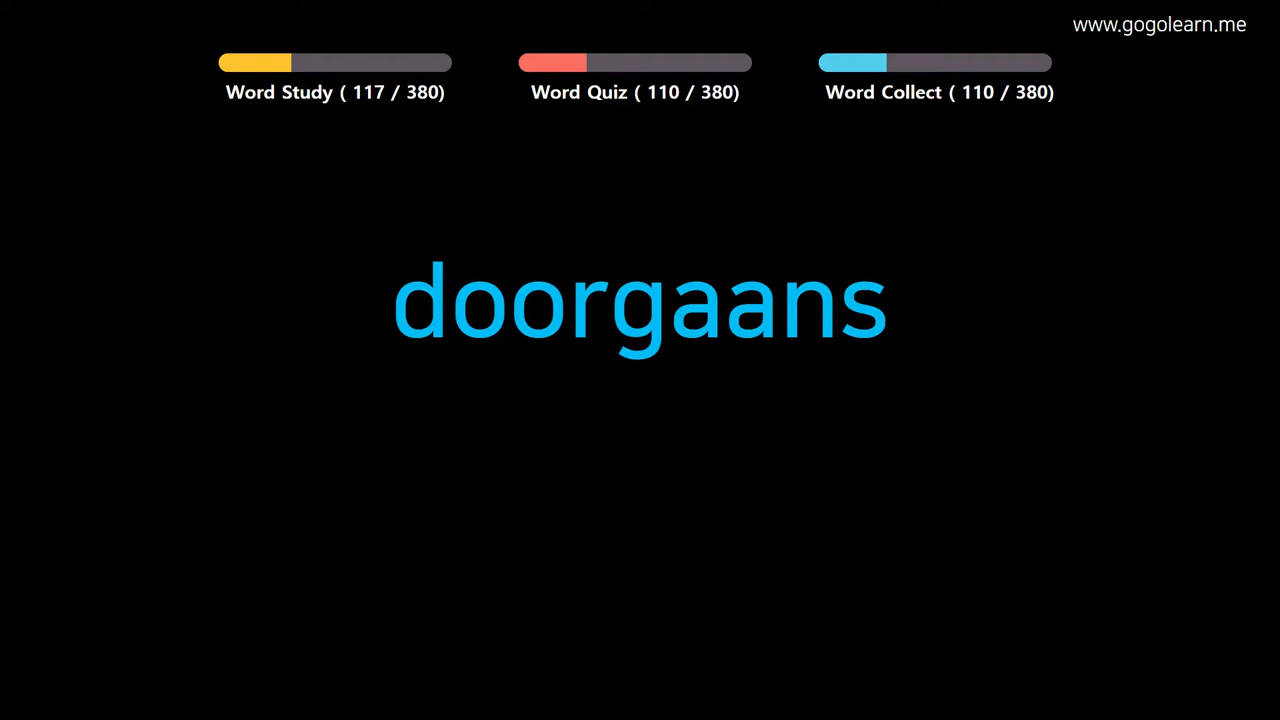 www.gogolearn.me
Word Study ( 117 / 380)
Word Quiz ( 110 / 380)
Word Collect ( 110 / 380)
doorgaans